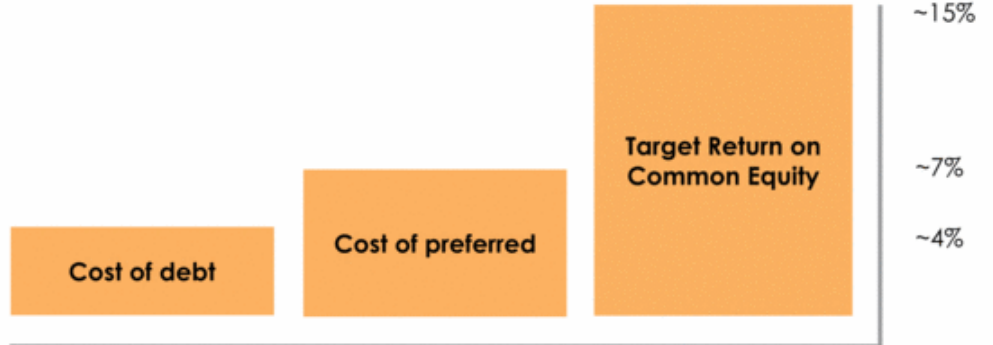 ~15%
Target Return on
Common Equity
~7%
Cost of preferred
~4%
Cost of debt